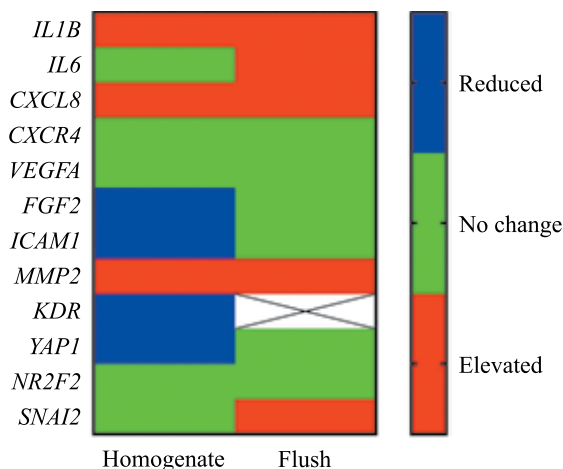 IL1B
IL6
CXCL8
CXCR4
VEGFA
FGF2
ICAM1
MMP2
KDR
YAP1
NR2F2
SNAI2
Homogenate Flush
Reduced
No change
Elevated